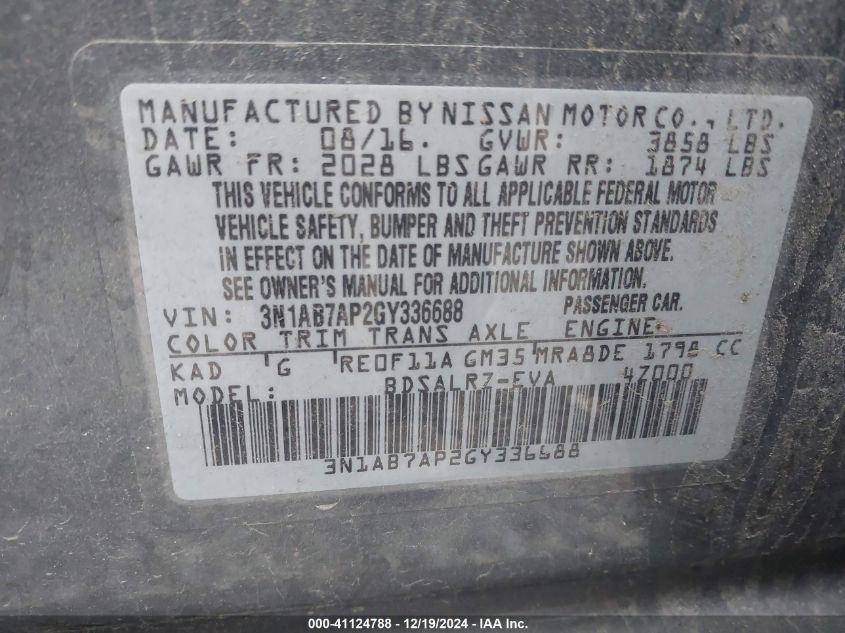 MANUFACTURED BY NISSAN MOTOR CO., LTD.
DATE: 08/16. GVWR: 3858 LBS
GAWR FR: 2028 LBS GAWR RR: 1874 LBS
THIS VEHICLE CONFORMS TO ALL APPLICABLE FEDERAL MOTOR
VEHICLE SAFETY, BUMPER AND THEFT PREVENTION STANDARDS
IN EFFECT ON THE DATE OF MANUFACTURE SHOWN ABOVE.
SEE OWNER'S MANUAL FOR ADDITIONAL INFORMATION.
VIN: 3N1AB7AP2GY336688 PASSENGER CAR.
COLOR TRIM TRANS AXLE ENGINE
KAD G RE0F11A GM35 MRA8DE 1798 CC
MODEL: BDSALRZ-EVA 47000
3N1AB7AP2GY336688
000-41124788 - 12/19/2024 - IAA, Inc.